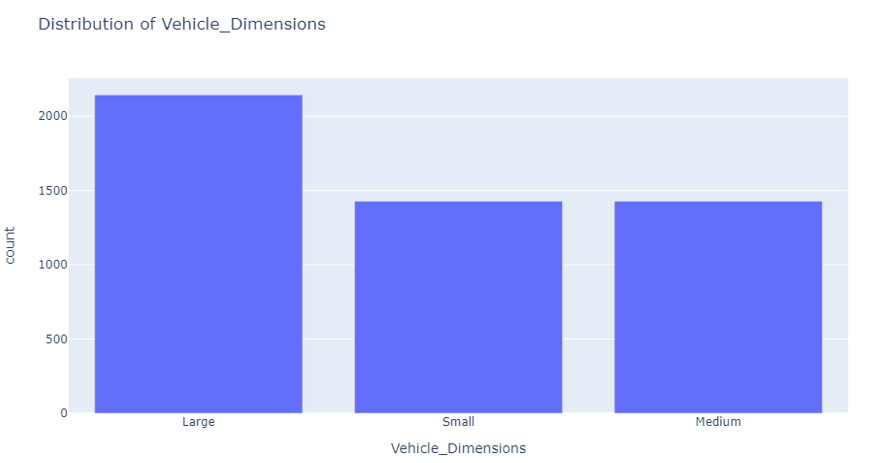 Distribution of Vehicle_Dimensions
2000
1500
1000
500
0
count
Large
Small
Medium
Vehicle_Dimensions